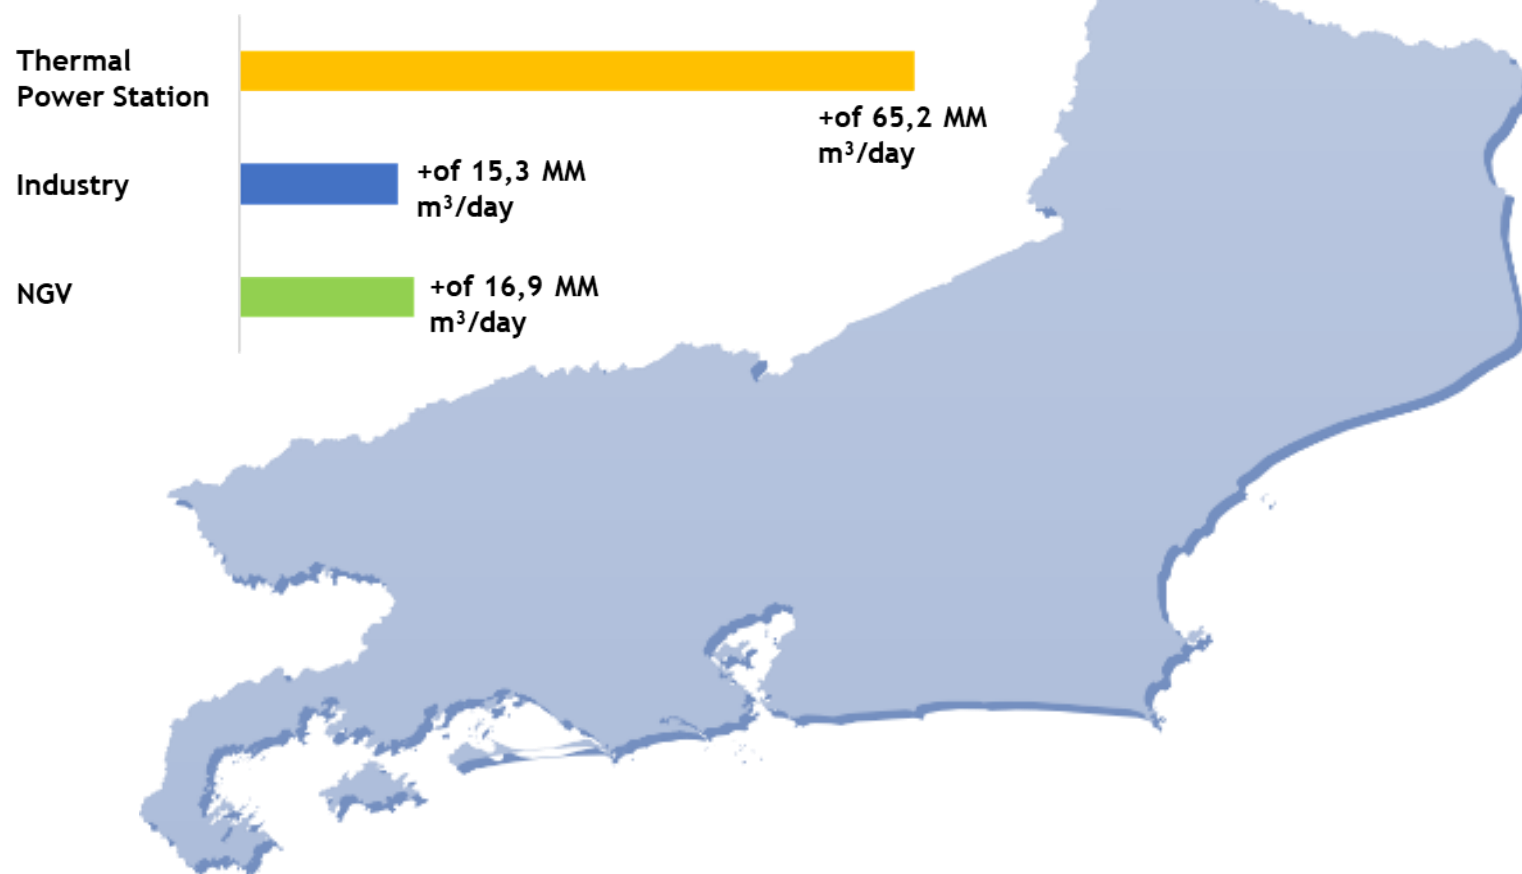 Thermal
Power Station
+of 65,2 MM
m³/day
Industry
+of 15,3 MM
m³/day
NGV
+of 16,9 MM
m³/day